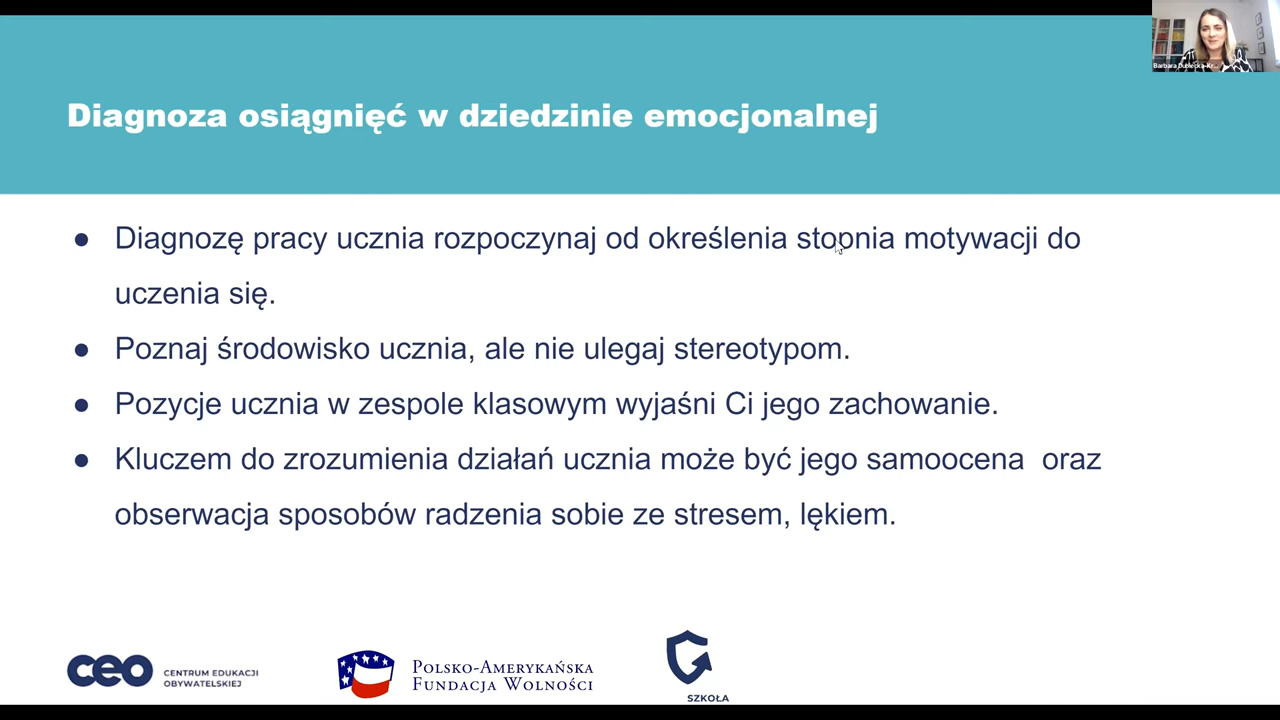 Barbara
Diagnoza osiągnięć w dziedzinie emocjonalnej
● Diagnozę pracy ucznia rozpoczynaj od określenia stopnia motywacji do
uczenia się.
● Poznaj środowisko ucznia, ale nie ulegaj stereotypom.
● Pozycje ucznia w zespole klasowym wyjaśni Ci jego zachowanie.
● Kluczem do zrozumienia działań ucznia może być jego samoocena  oraz
obserwacja sposobów radzenia sobie ze stresem, lękiem.
ceo CENTRUM EDUKACJI
OBYWATELSKIEJ
POLSKO-AMERYKAŃSKA
FUNDACJA WOLNOŚCI
SZKOŁA